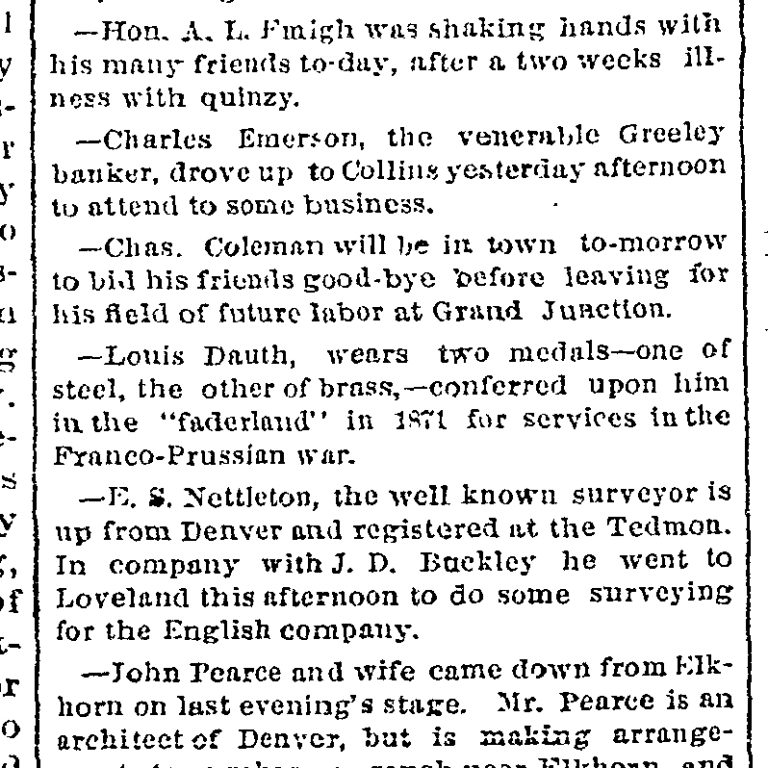 —Hon. A. L. Emigh was shaking hands with
his many friends to-day, after a two weeks ill-
ness with quinzy.
—Charles Emerson, the venerable Greeley
banker, drove up to Collins yesterday afternoon
to attend to some business.
—Chas. Coleman will be in town to-morrow
to bid his friends good-bye before leaving for
his field of future labor at Grand Junction.
—Louis Dauth, wears two medals—one of
steel, the other of brass,—conferred upon him
in the "faderland" in 1871 for services in the
Franco-Prussian war.
—E. S. Nettleton, the well known surveyor is
up from Denver and registered at the Tedmon.
In company with J. D. Buckley he went to
Loveland this afternoon to do some surveying
for the English company.
—John Pearce and wife came down from Elk-
horn on last evening's stage. Mr. Pearce is an
architect of Denver, but is making arrange-
ranch near Elkhorn, and